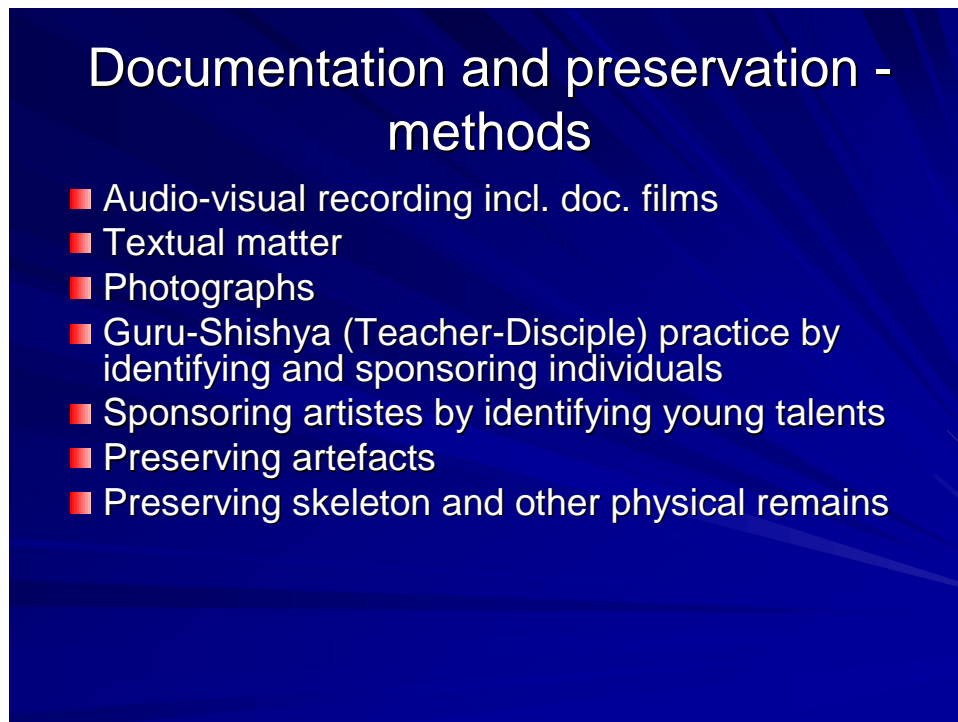 Documentation and preservation -
methods
Audio-visual recording incl. doc. films
Textual matter
Photographs
Guru-Shishya (Teacher-Disciple) practice by
identifying and sponsoring individuals
Sponsoring artistes by identifying young talents
Preserving artefacts
Preserving skeleton and other physical remains